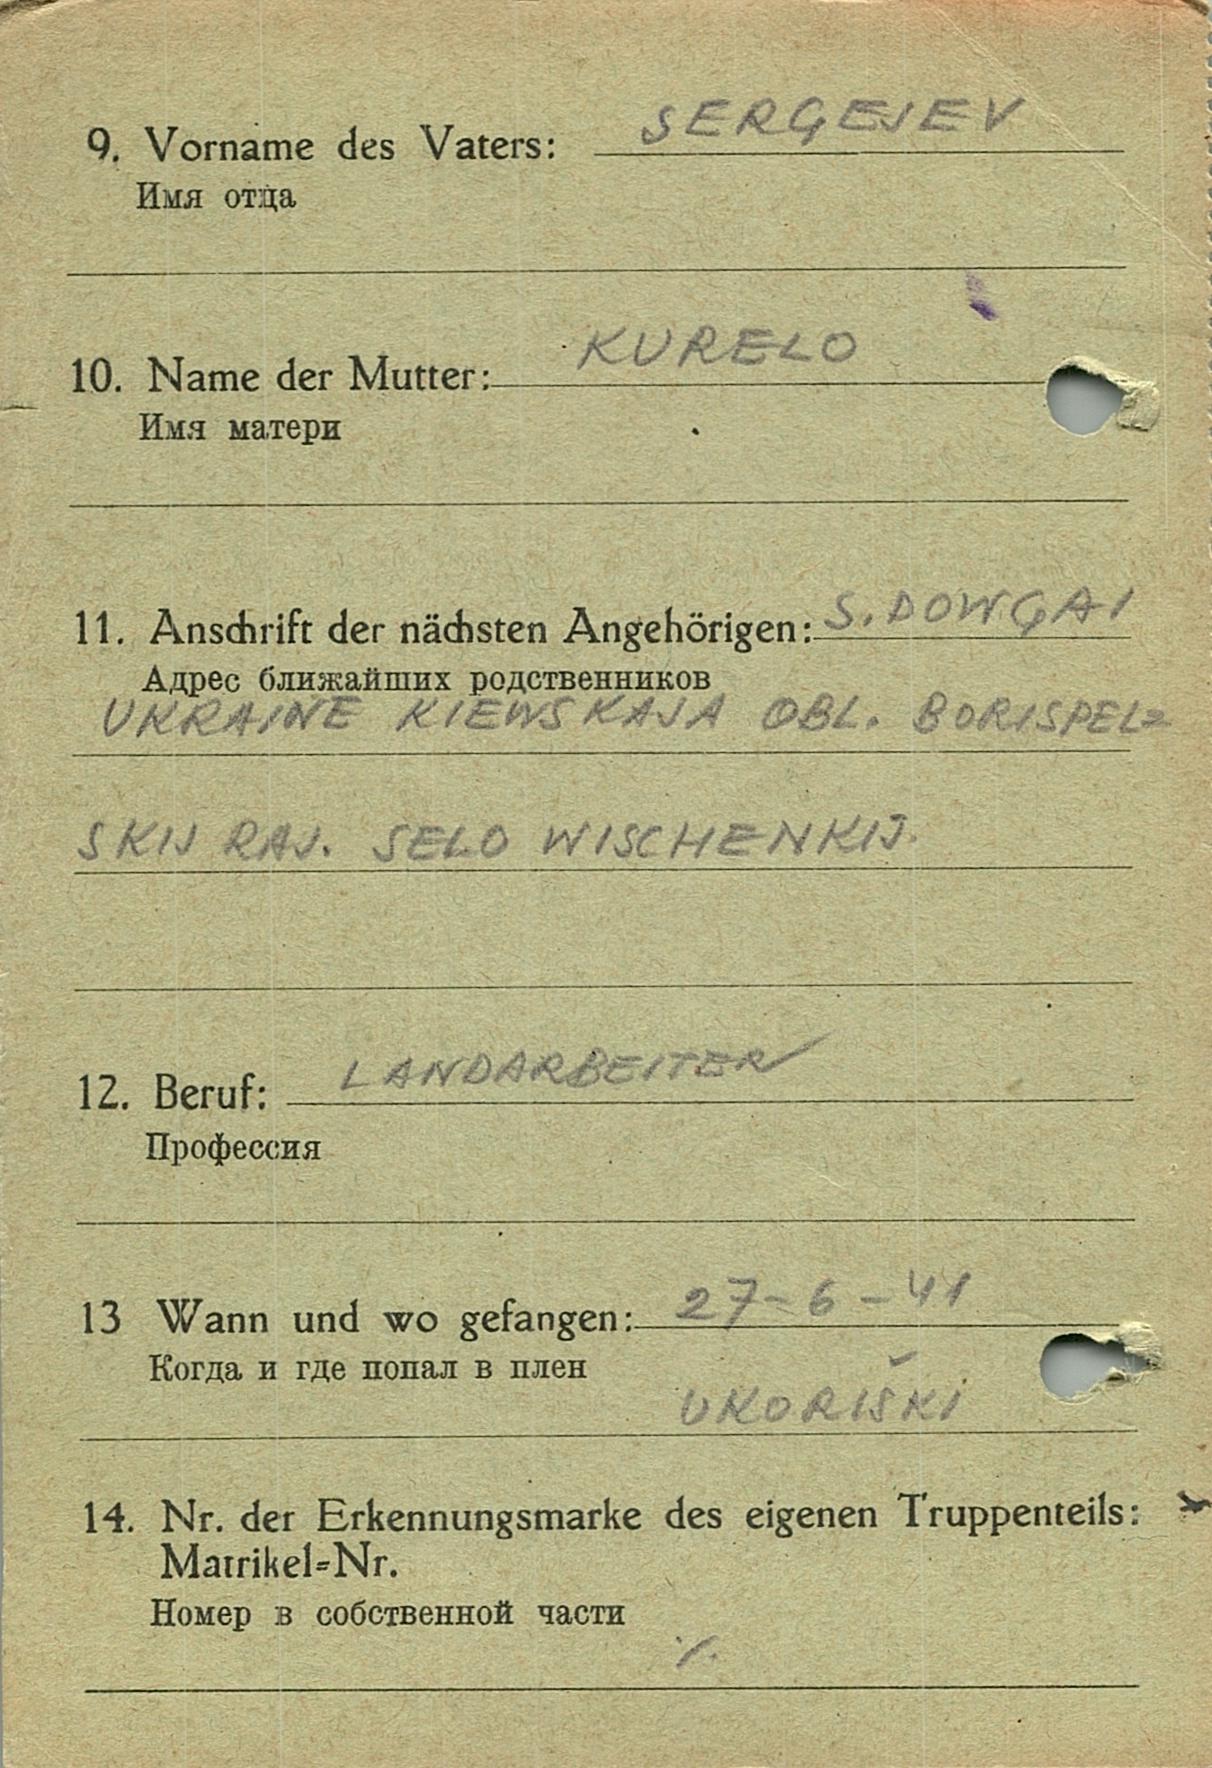 9. Vorname des Vaters: SERGEJEV
Имя отца
10. Name der Mutter: KURELO
Имя матери
11. Anschrift der nächsten Angehörigen: S. DOWGAI
Адрес ближайших родственников
UKRAINE KIEWSKAJA OBL. BORISPELZ
SKIJ RAJ. SELO WISCHENKIJ.
12. Beruf: LANDARBEITER
Профессия
13 Wann und wo gefangen: 27-6-41
Когда и где попал в плен
UKORIŠKI
14. Nr. der Erkennungsmarke des eigenen Truppenteils:
Matrikel=Nr.
Номер в собственной части